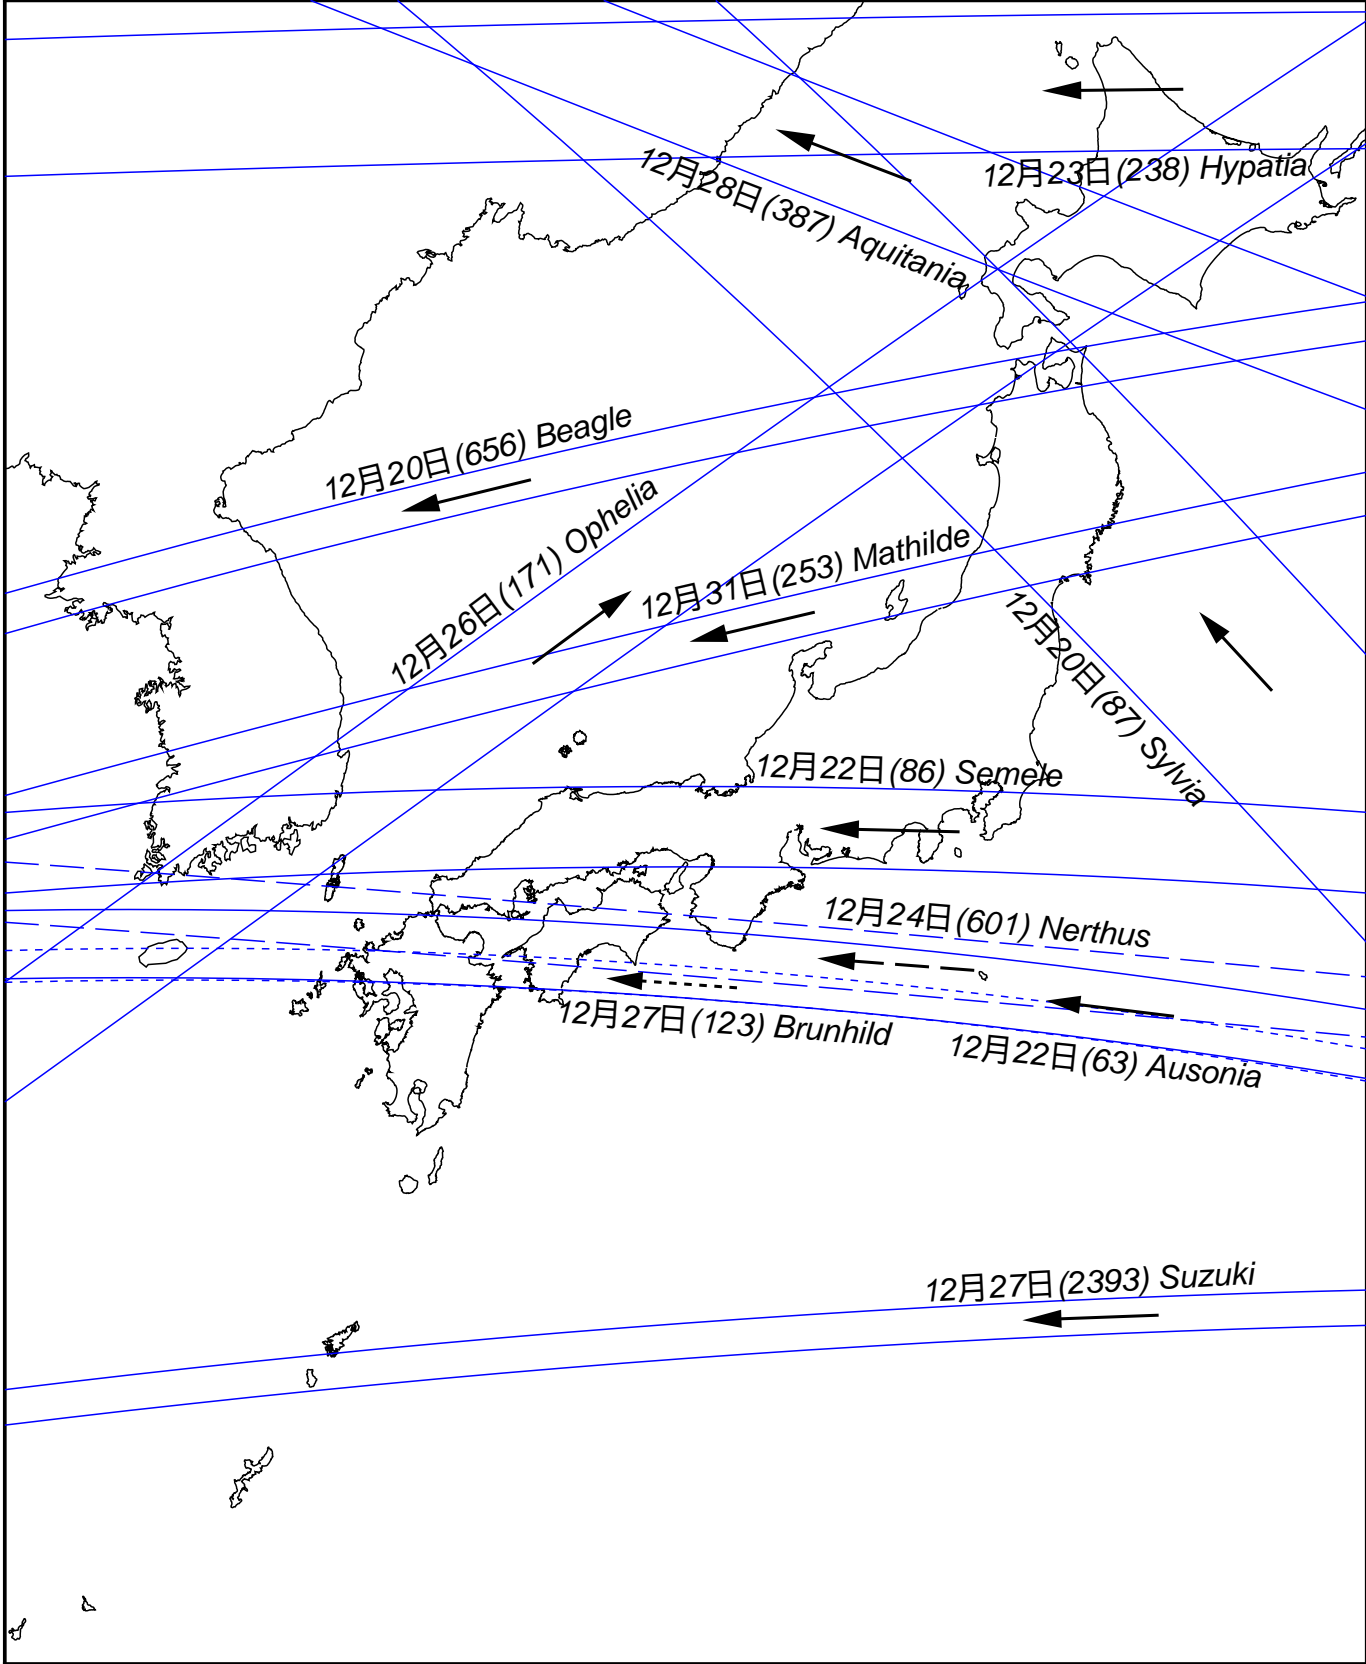 12月23日(238) Hypatia
12月28日(387) Aquitania
12月20日(656) Beagle
12月26日(171) Ophelia
12月31日(253) Mathilde
12月20日(87) Sylvia
12月22日(86) Semele
12月24日(601) Nerthus
12月27日(123) Brunhild
12月22日(63) Ausonia
12月27日(2393) Suzuki